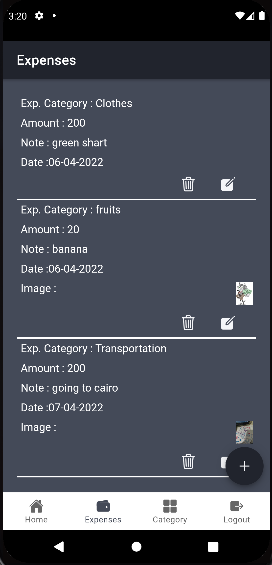 3:20
Expenses
Exp. Category : Clothes
Amount : 200
Note : green shart
Date :06-04-2022
Exp. Category : fruits
Amount : 20
Note : banana
Date :06-04-2022
Image :
Exp. Category : Transportation
Amount : 200
Note : going to cairo
Date :07-04-2022
Image :
+
Home Expenses Category Logout